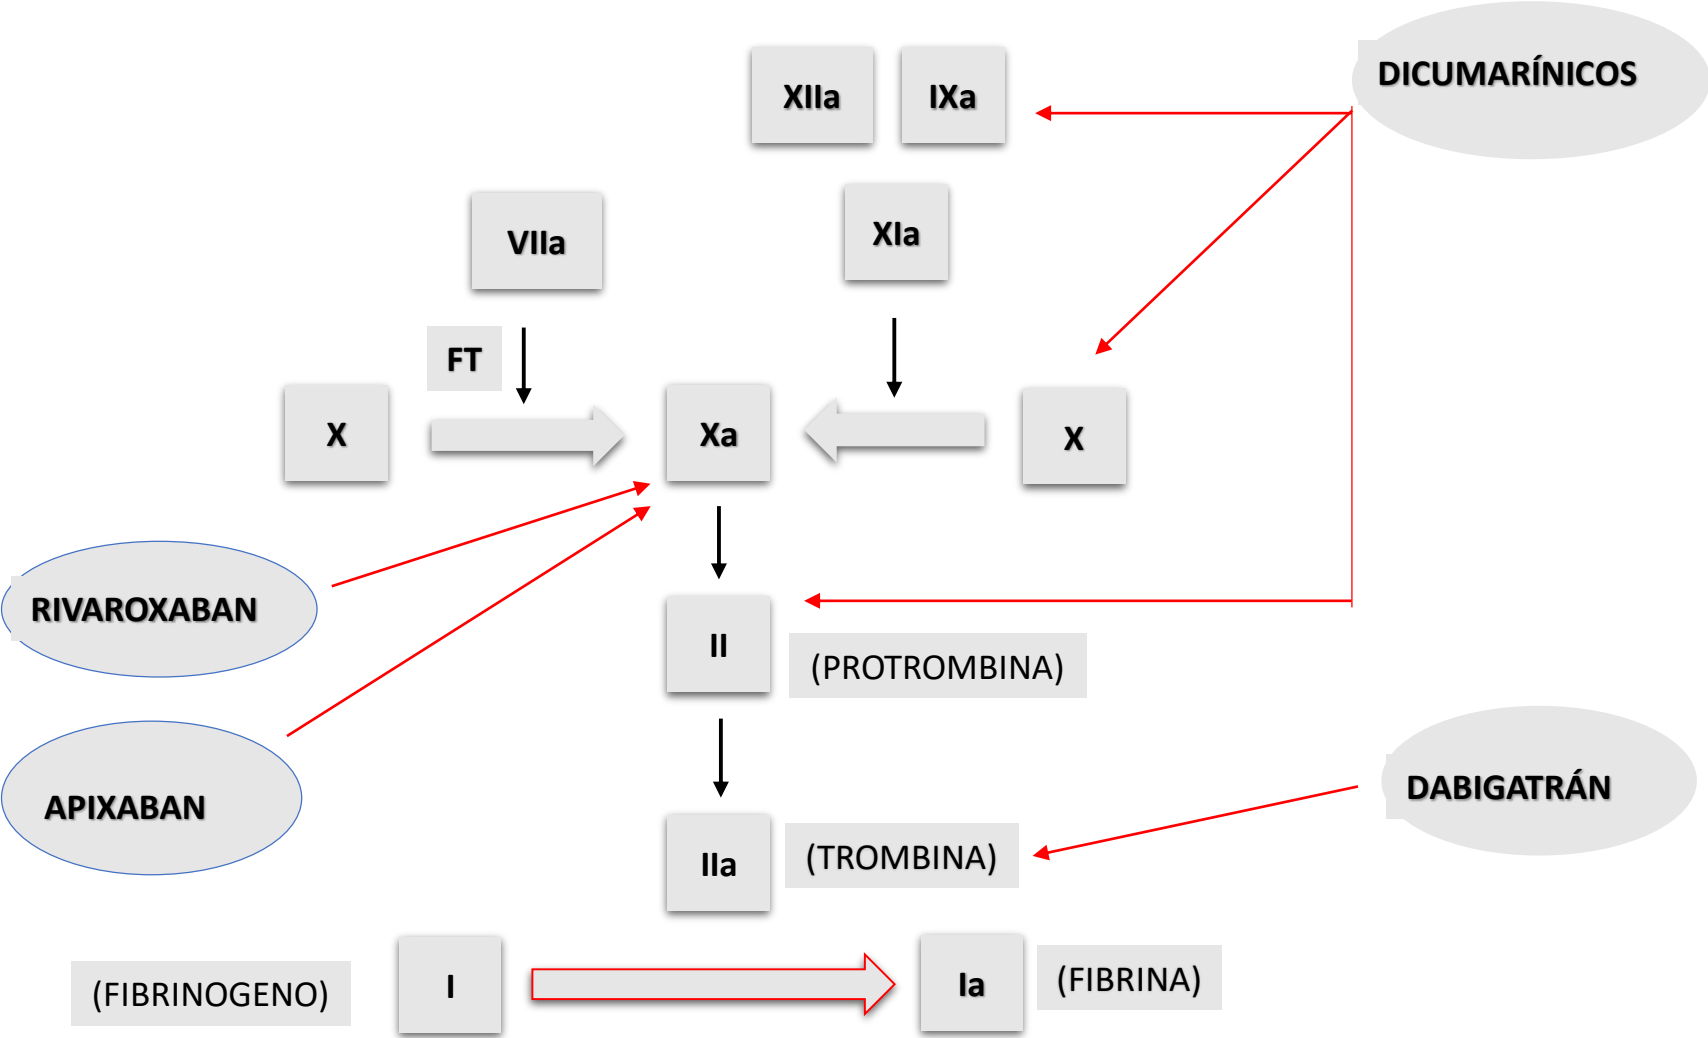 DICUMARÍNICOS
XIIa
IXa
VIIa
XIa
FT
X
Xa
X
RIVAROXABAN
II
(PROTROMBINA)
APIXABAN
DABIGATRÁN
IIa
(TROMBINA)
(FIBRINOGENO)
I
Ia
(FIBRINA)